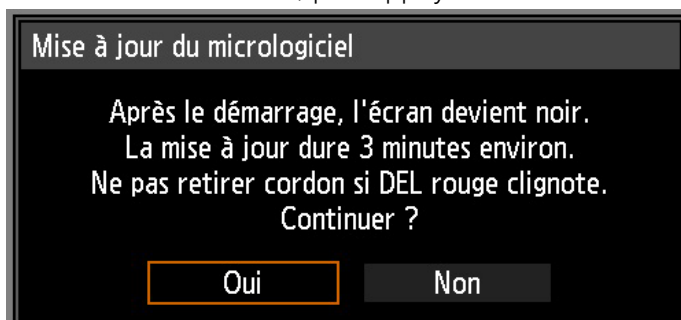 Mise à jour du micrologiciel
Après le démarrage, l'écran devient noir.
La mise à jour dure 3 minutes environ.
Ne pas retirer cordon si DEL rouge clignote.
Continuer ?
Oui Non